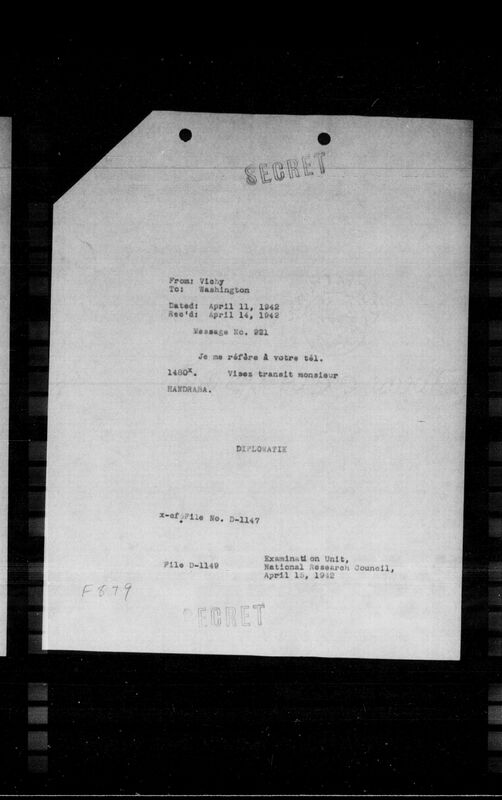 SECRET
From: Vichy
To: Washington
Dated: April 11, 1942
Rec'd: April 14, 1942
Message No. 921
Je me réfère à votre tél.
1480x. Visez transit monsieur
HANDRABA.
DIPLOMATIE
x-cf File No. D-1147
File D-1149
Examination Unit,
National Research Council,
April 15, 1942
F879
SECRET